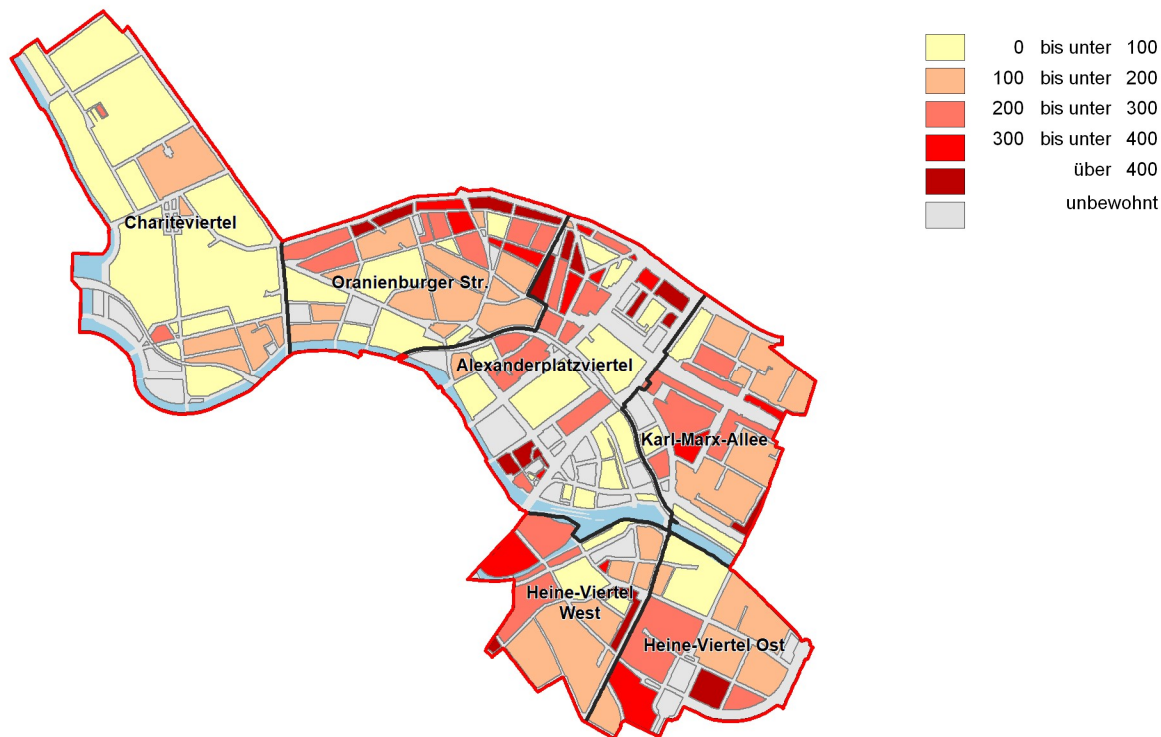 0 bis unter 100
100 bis unter 200
200 bis unter 300
300 bis unter 400
über 400
unbewohnt
Charitéviertel
Oranienburger Str.
Alexanderplatzviertel
Karl-Marx-Allee
Heine-Viertel
West
Heine-Viertel Ost